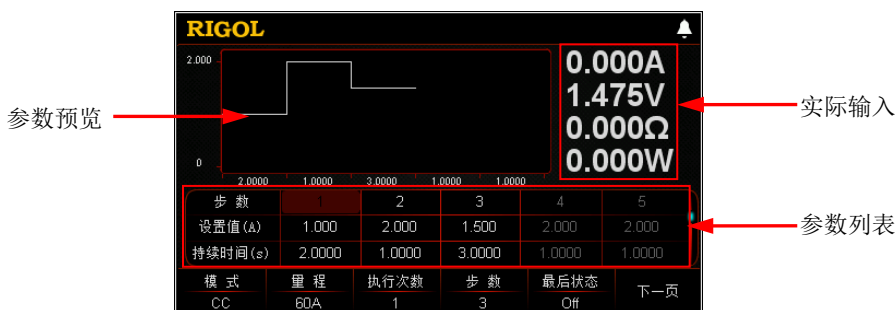 RIGOL
2.000
0
2.0000 1.0000 3.0000 1.0000 1.0000
0.000A
1.475V
0.000Ω
0.000W
参数预览
实际输入
参数列表
步 数 1 2 3 4 5
设置值(A) 1.000 2.000 1.500 2.000 2.000
持续时间(s) 2.0000 1.0000 3.0000 1.0000 1.0000
模 式 量 程 执行次数 步 数 最后状态 下一页
CC 60A 1 3 Off